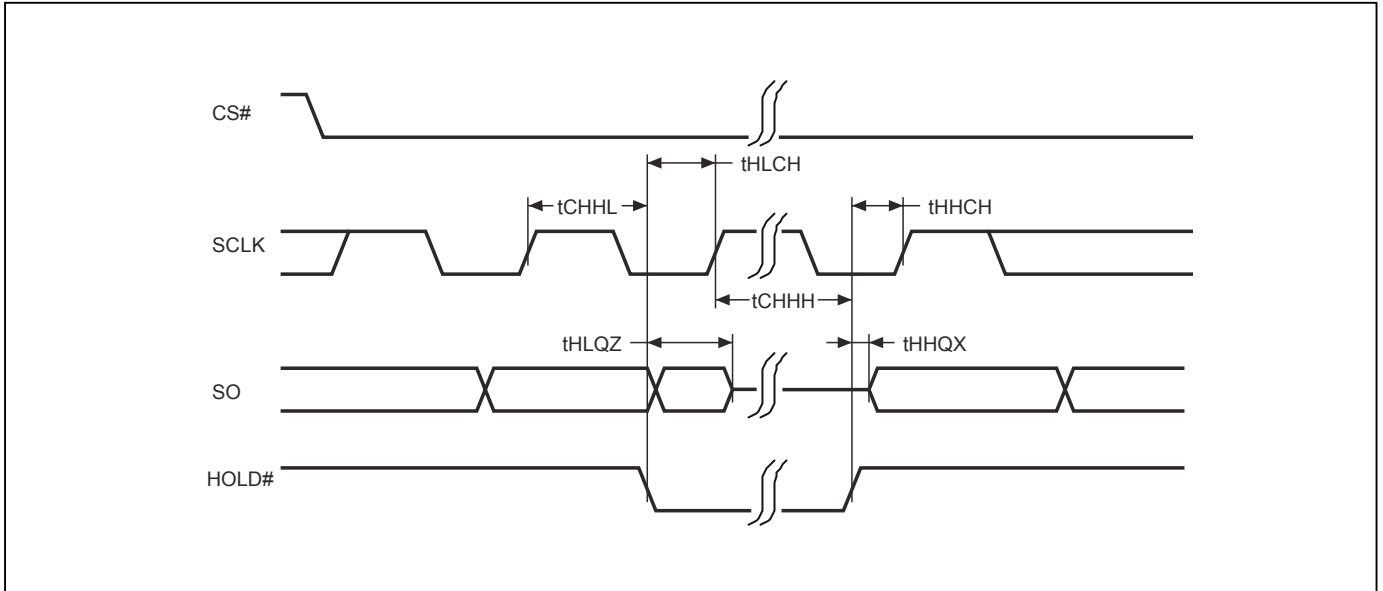 CS#
tHLCH
tCHHL
tHHCH
SCLK
tCHHH
tHLQZ
tHHQX
SO
HOLD#